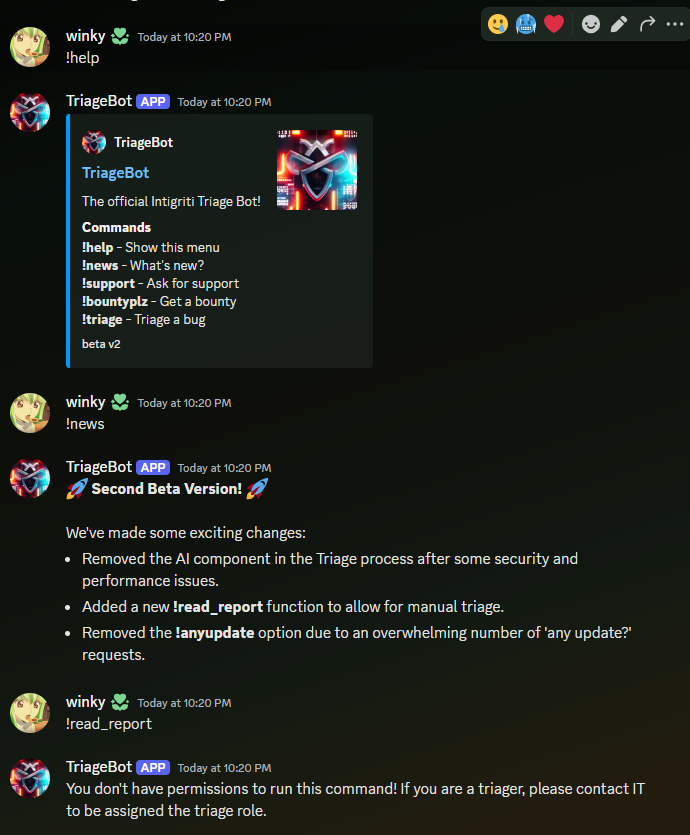 winky Today at 10:20 PM
!help
TriageBot APP Today at 10:20 PM
TriageBot
TriageBot
The official Intigriti Triage Bot!
Commands
!help - Show this menu
!news - What's new?
!support - Ask for support
!bountyplz - Get a bounty
!triage - Triage a bug
beta v2
winky Today at 10:20 PM
!news
TriageBot APP Today at 10:20 PM
🚀 Second Beta Version! 🚀
We've made some exciting changes:
• Removed the AI component in the Triage process after some security and
performance issues.
• Added a new !read_report function to allow for manual triage.
• Removed the !anyupdate option due to an overwhelming number of 'any update?'
requests.
winky Today at 10:20 PM
!read_report
TriageBot APP Today at 10:20 PM
You don't have permissions to run this command! If you are a triager, please contact IT
to be assigned the triage role.